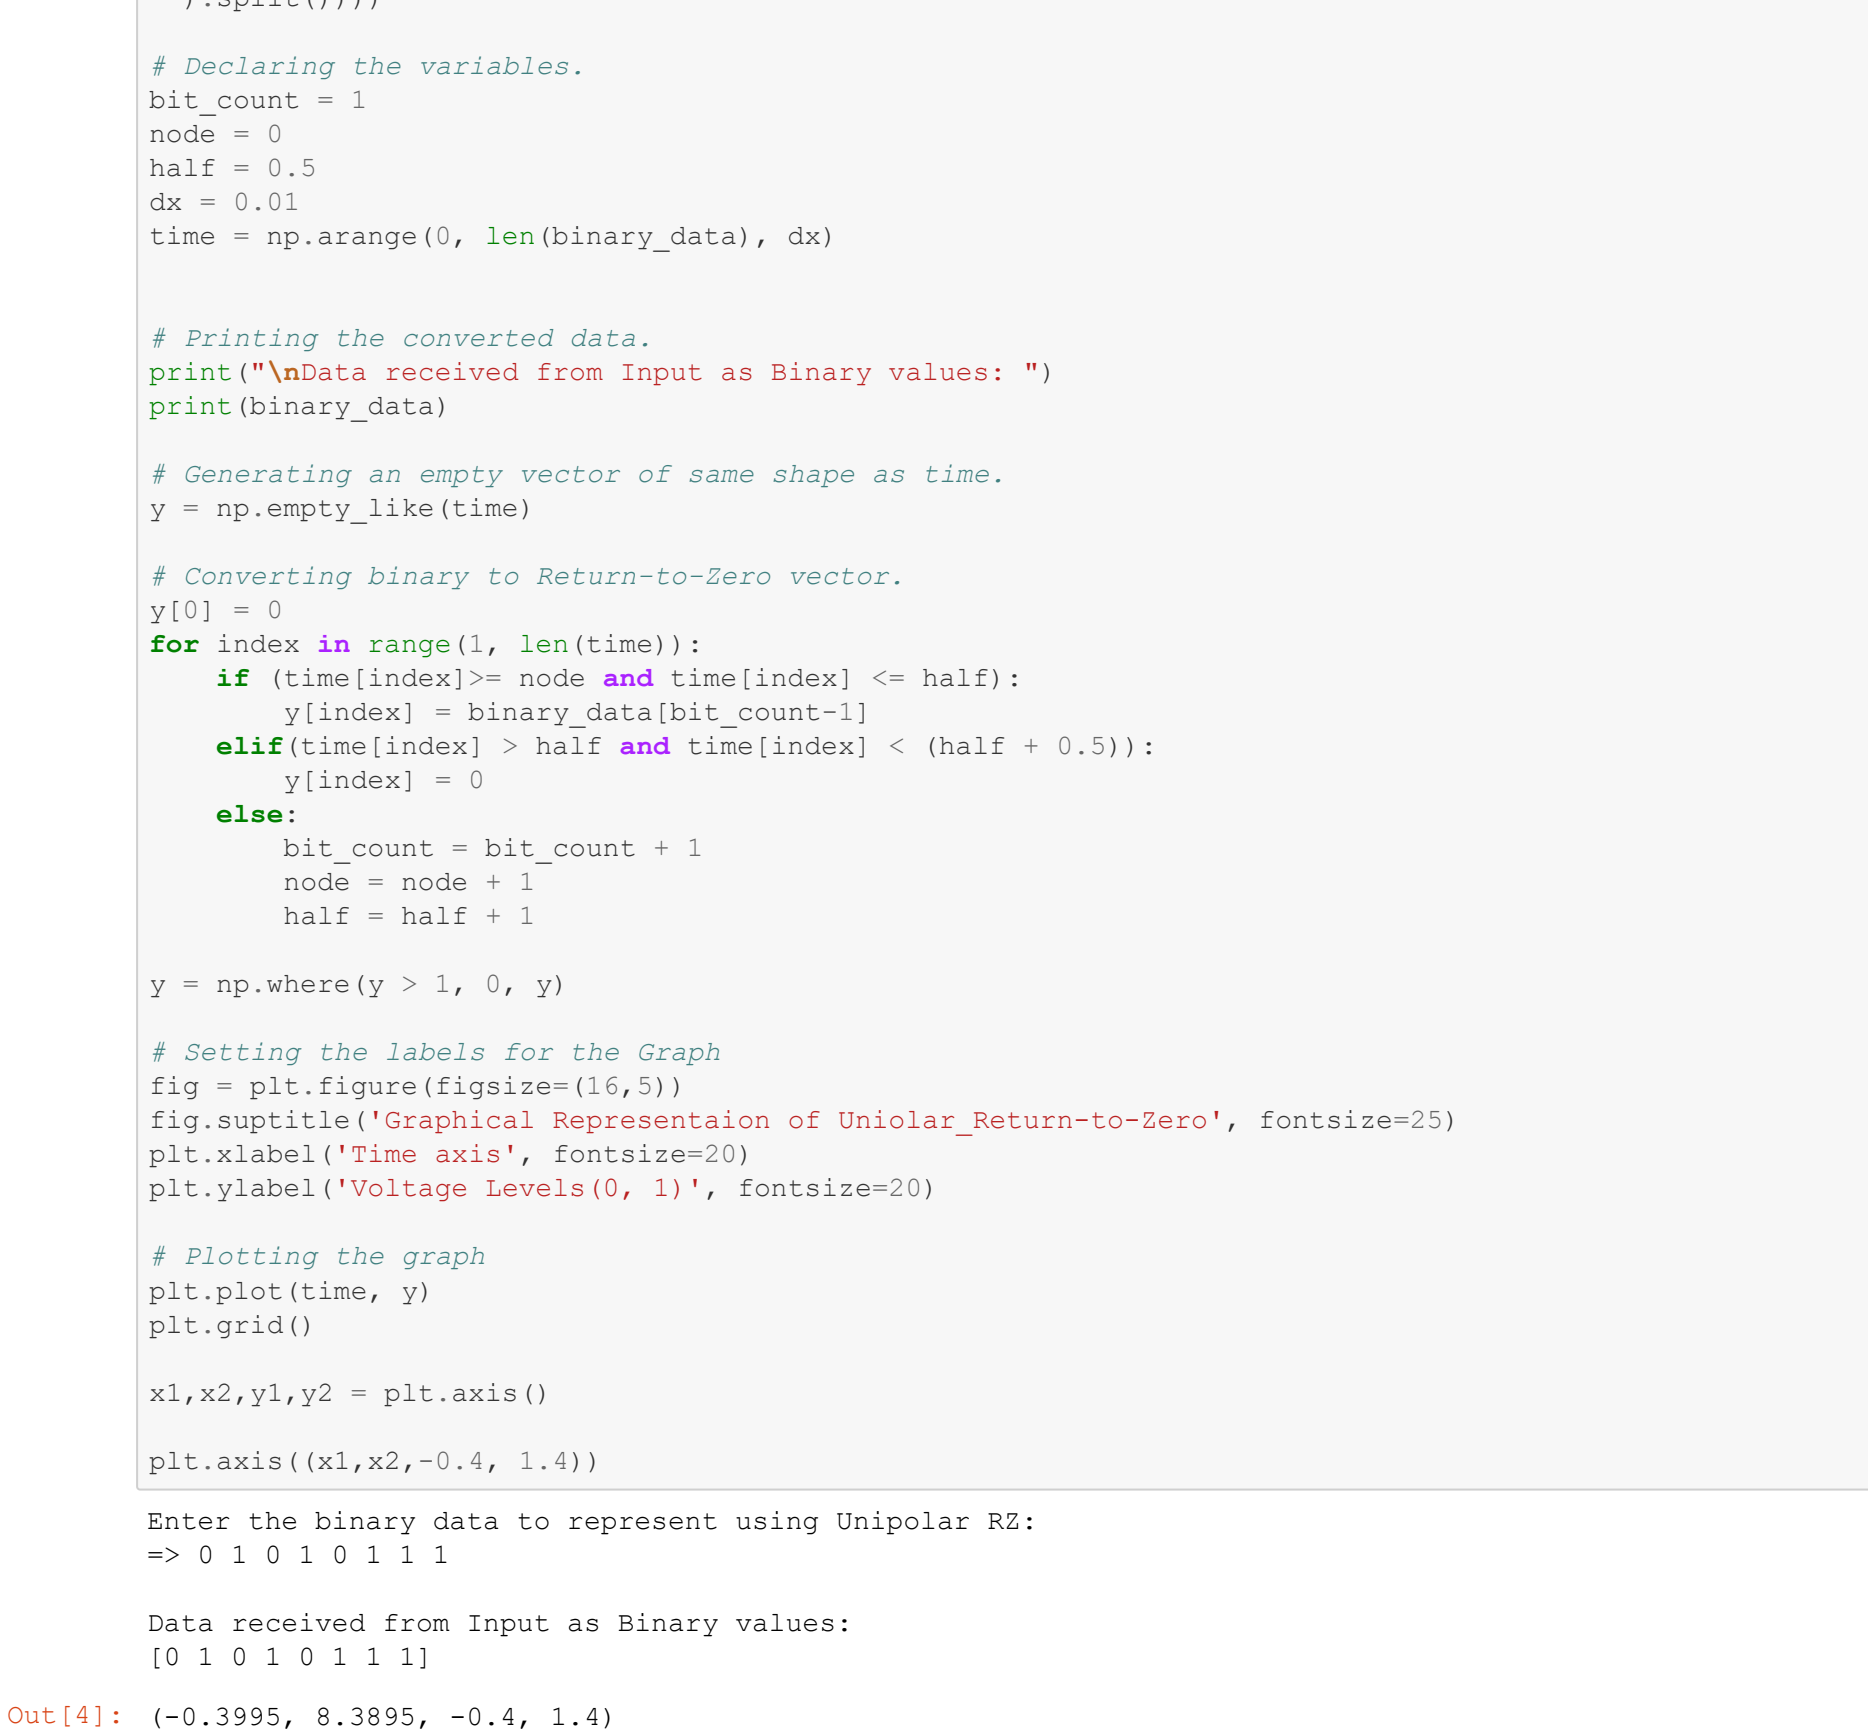 ").split())))
# Declaring the variables.
bit_count = 1
node = 0
half = 0.5
dx = 0.01
time = np.arange(0, len(binary_data), dx)
# Printing the converted data.
print("\nData received from Input as Binary values: ")
print(binary_data)
# Generating an empty vector of same shape as time.
y = np.empty_like(time)
# Converting binary to Return-to-Zero vector.
y[0] = 0
for index in range(1, len(time)):
    if (time[index]>= node and time[index] <= half):
        y[index] = binary_data[bit_count-1]
    elif(time[index] > half and time[index] < (half + 0.5)):
        y[index] = 0
    else:
        bit_count = bit_count + 1
        node = node + 1
        half = half + 1
y = np.where(y > 1, 0, y)
# Setting the labels for the Graph
fig = plt.figure(figsize=(16,5))
fig.suptitle('Graphical Representaion of Uniolar_Return-to-Zero', fontsize=25)
plt.xlabel('Time axis', fontsize=20)
plt.ylabel('Voltage Levels(0, 1)', fontsize=20)
# Plotting the graph
plt.plot(time, y)
plt.grid()
x1,x2,y1,y2 = plt.axis()
plt.axis((x1,x2,-0.4, 1.4))
Enter the binary data to represent using Unipolar RZ:
=> 0 1 0 1 0 1 1 1
Data received from Input as Binary values:
[0 1 0 1 0 1 1 1]
Out[4]: (-0.3995, 8.3895, -0.4, 1.4)